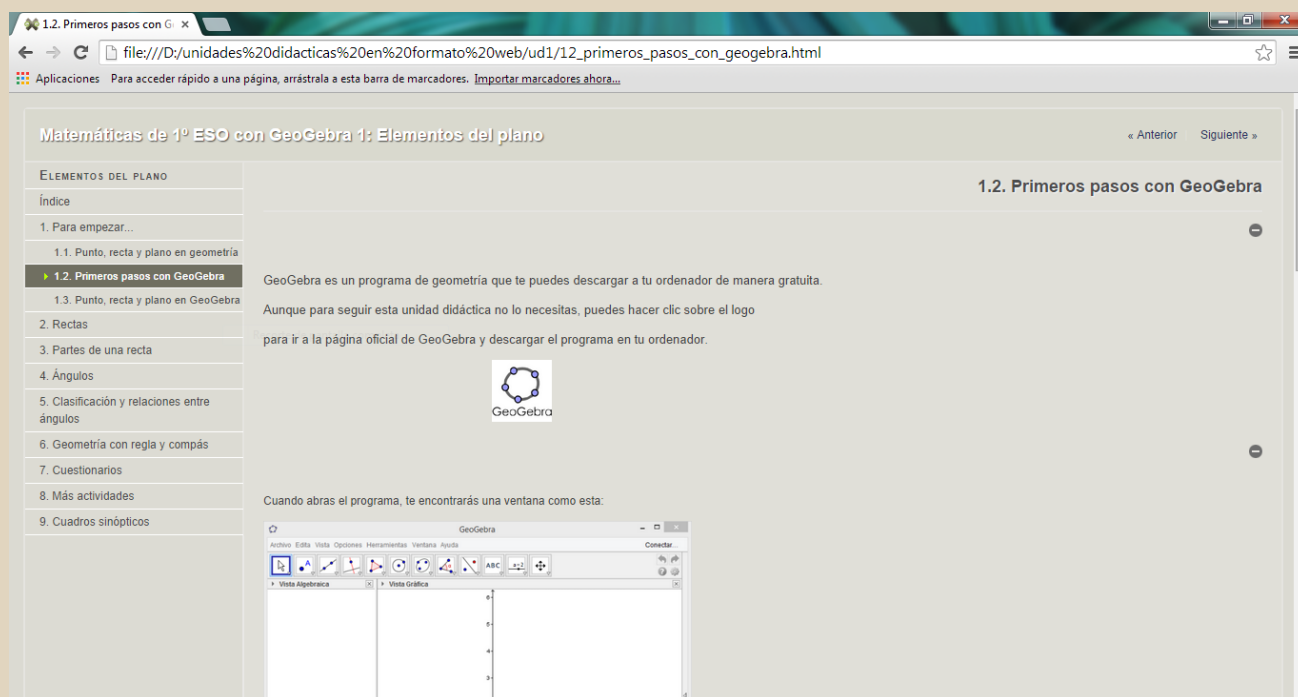 1.2. Primeros pasos con G
file:///D:/unidades%20didacticas%20en%20formato%20web/ud1/12_primeros_pasos_con_geogebra.html
Aplicaciones Para acceder rápido a una página, arrástrala a esta barra de marcadores. Importar marcadores ahora...
Matemáticas de 1º ESO con GeoGebra 1: Elementos del plano
« Anterior Siguiente »
ELEMENTOS DEL PLANO
Índice
1. Para empezar...
1.1. Punto, recta y plano en geometría
1.2. Primeros pasos con GeoGebra
1.3. Punto, recta y plano en GeoGebra
2. Rectas
3. Partes de una recta
4. Ángulos
5. Clasificación y relaciones entre
ángulos
6. Geometría con regla y compás
7. Cuestionarios
8. Más actividades
9. Cuadros sinópticos
1.2. Primeros pasos con GeoGebra
GeoGebra es un programa de geometría que te puedes descargar a tu ordenador de manera gratuita.
Aunque para seguir esta unidad didáctica no lo necesitas, puedes hacer clic sobre el logo
para ir a la página oficial de GeoGebra y descargar el programa en tu ordenador.
GeoGebra
Cuando abras el programa, te encontrarás una ventana como esta:
GeoGebra
Archivo Edita Vista Opciones Herramientas Ventana Ayuda Conectar...
A ABC a=2
Vista Algebraica Vista Gráfica
6
5
4
3